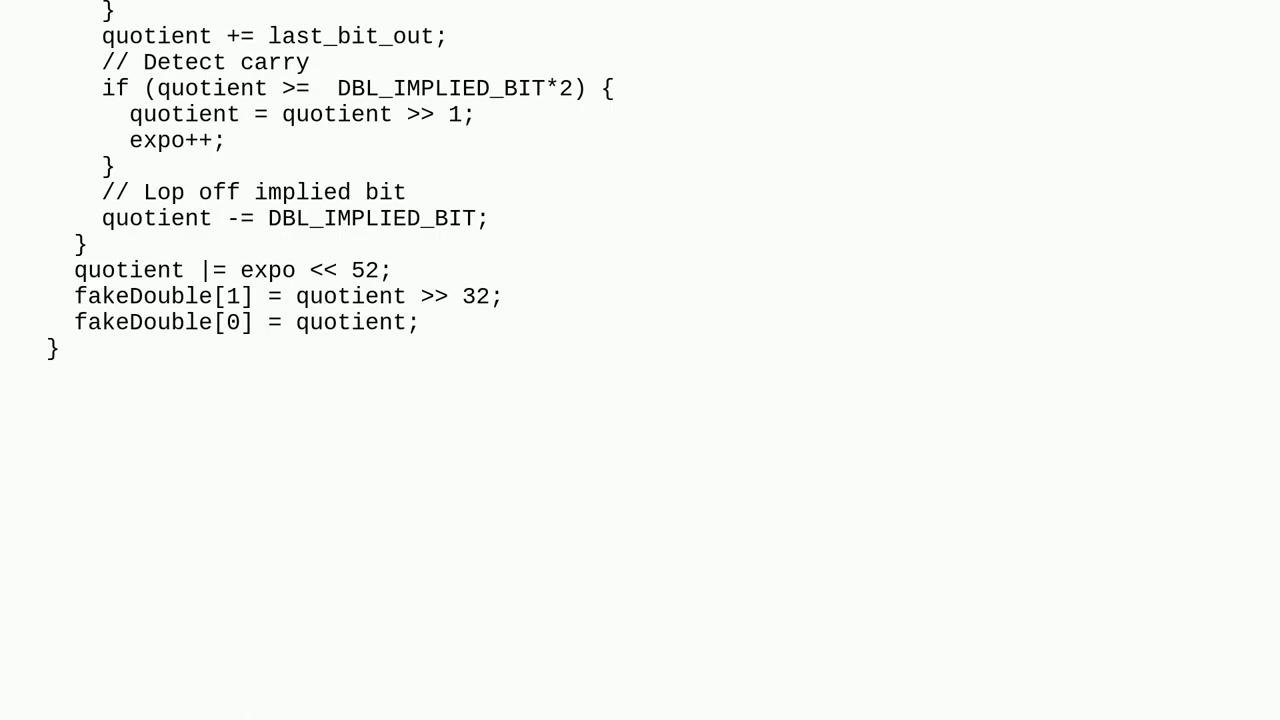 }
    quotient += last_bit_out;
    // Detect carry
    if (quotient >=  DBL_IMPLIED_BIT*2) {
      quotient = quotient >> 1;
      expo++;
    }
    // Lop off implied bit
    quotient -= DBL_IMPLIED_BIT;
  }
  quotient |= expo << 52;
  fakeDouble[1] = quotient >> 32;
  fakeDouble[0] = quotient;
}